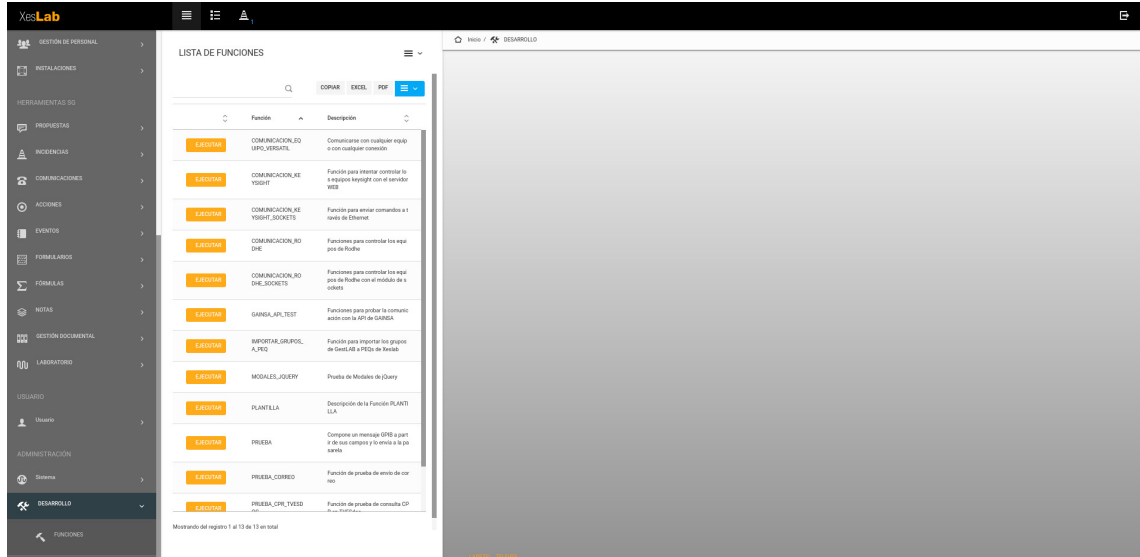 XesLab
1
GESTIÓN DE PERSONAL
INSTALACIONES
HERRAMIENTAS SG
PROPUESTAS
INCIDENCIAS
COMUNICACIONES
ACCIONES
EVENTOS
FORMULARIOS
FÓRMULAS
NOTAS
GESTIÓN DOCUMENTAL
LABORATORIO
USUARIO
Usuario
ADMINISTRACIÓN
Sistema
DESARROLLO
FUNCIONES
LISTA DE FUNCIONES
COPIAR EXCEL PDF
Función Descripción
EJECUTAR
COMUNICACION_EQ
UIPO_VERSATIL
Comunicarse con cualquier equip
o con cualquier conexión
EJECUTAR
COMUNICACION_KE
YSIGHT
Función para intentar controlar lo
s equipos keysight con el servidor
WEB
EJECUTAR
COMUNICACION_KE
YSIGHT_SOCKETS
Función para enviar comandos a t
ravés de Ethernet
EJECUTAR
COMUNICACION_RO
DHE
Funciones para controlar los equi
pos de Rodhe
EJECUTAR
COMUNICACION_RO
DHE_SOCKETS
Funciones para controlar los equi
pos de Rodhe con el módulo de s
ockets
EJECUTAR
GAINSA_API_TEST
Funciones para probar la comunic
ación con la API de GAINSA
EJECUTAR
IMPORTAR_GRUPOS_
A_PEQ
Función para importar los grupos
de GestLAB a PEQs de Xeslab
EJECUTAR
MODALES_JQUERY
Prueba de Modales de jQuery
EJECUTAR
PLANTILLA
Descripción de la Función PLANTI
LLA
EJECUTAR
PRUEBA
Compone un mensaje GPIB a part
ir de sus campos y lo envía a la pa
sarela
EJECUTAR
PRUEBA_CORREO
Función de prueba de envío de cor
reo
EJECUTAR
PRUEBA_CPR_TVESD
Función de prueba de consulta CP
Mostrando del registro 1 al 13 de 13 en total
Inicio / DESARROLLO